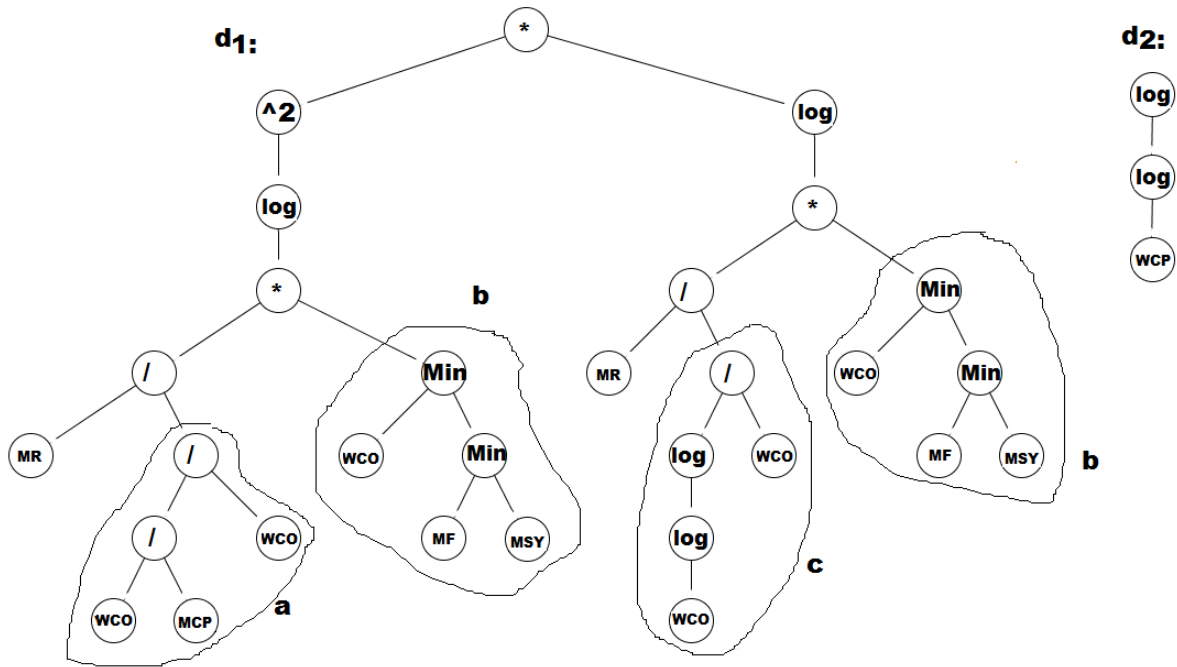 d1: * d2:
^2 log log
log * log
* b / Min WCP
/ Min MR / WCO Min
MR / WCO Min log WCO MF MSY b
/ WCO MF MSY log c
WCO MCP a WCO